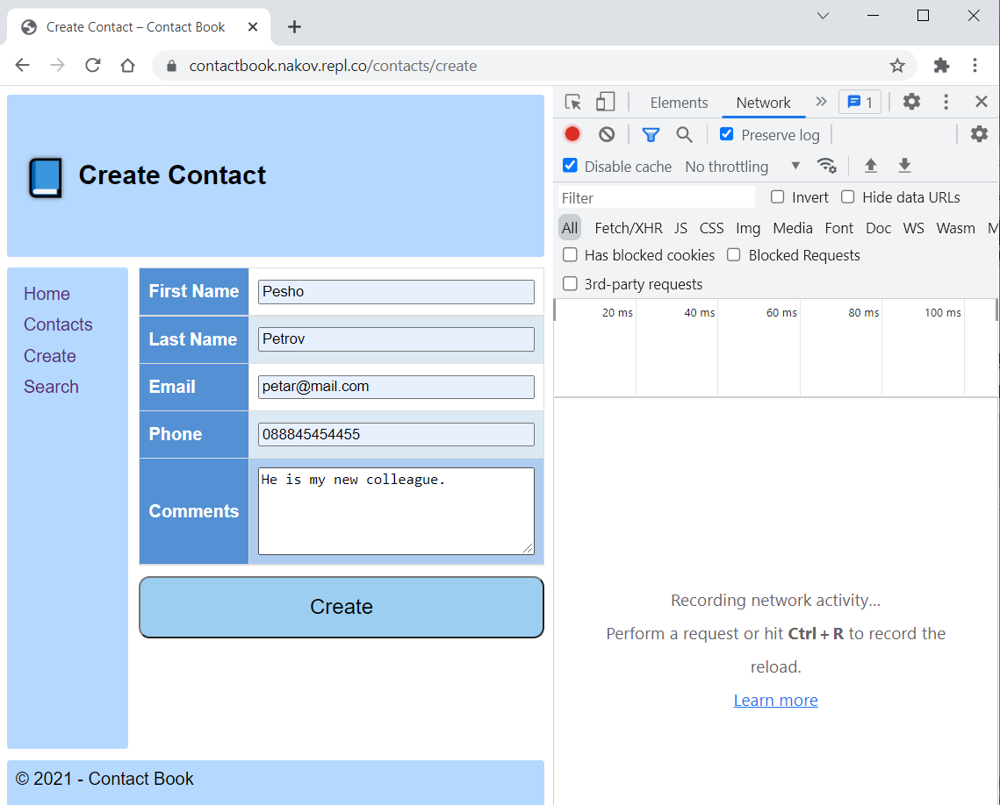 Create Contact – Contact Book
contactbook.nakov.repl.co/contacts/create
Create Contact
Home
Contacts
Create
Search
First Name Pesho
Last Name Petrov
Email petar@mail.com
Phone 088845454455
Comments He is my new colleague.
Create
© 2021 - Contact Book
Elements Network 1
Preserve log
Disable cache No throttling
Filter Invert Hide data URLs
All Fetch/XHR JS CSS Img Media Font Doc WS Wasm M
Has blocked cookies Blocked Requests
3rd-party requests
20 ms 40 ms 60 ms 80 ms 100 ms
Recording network activity…
Perform a request or hit Ctrl + R to record the
reload.
Learn more